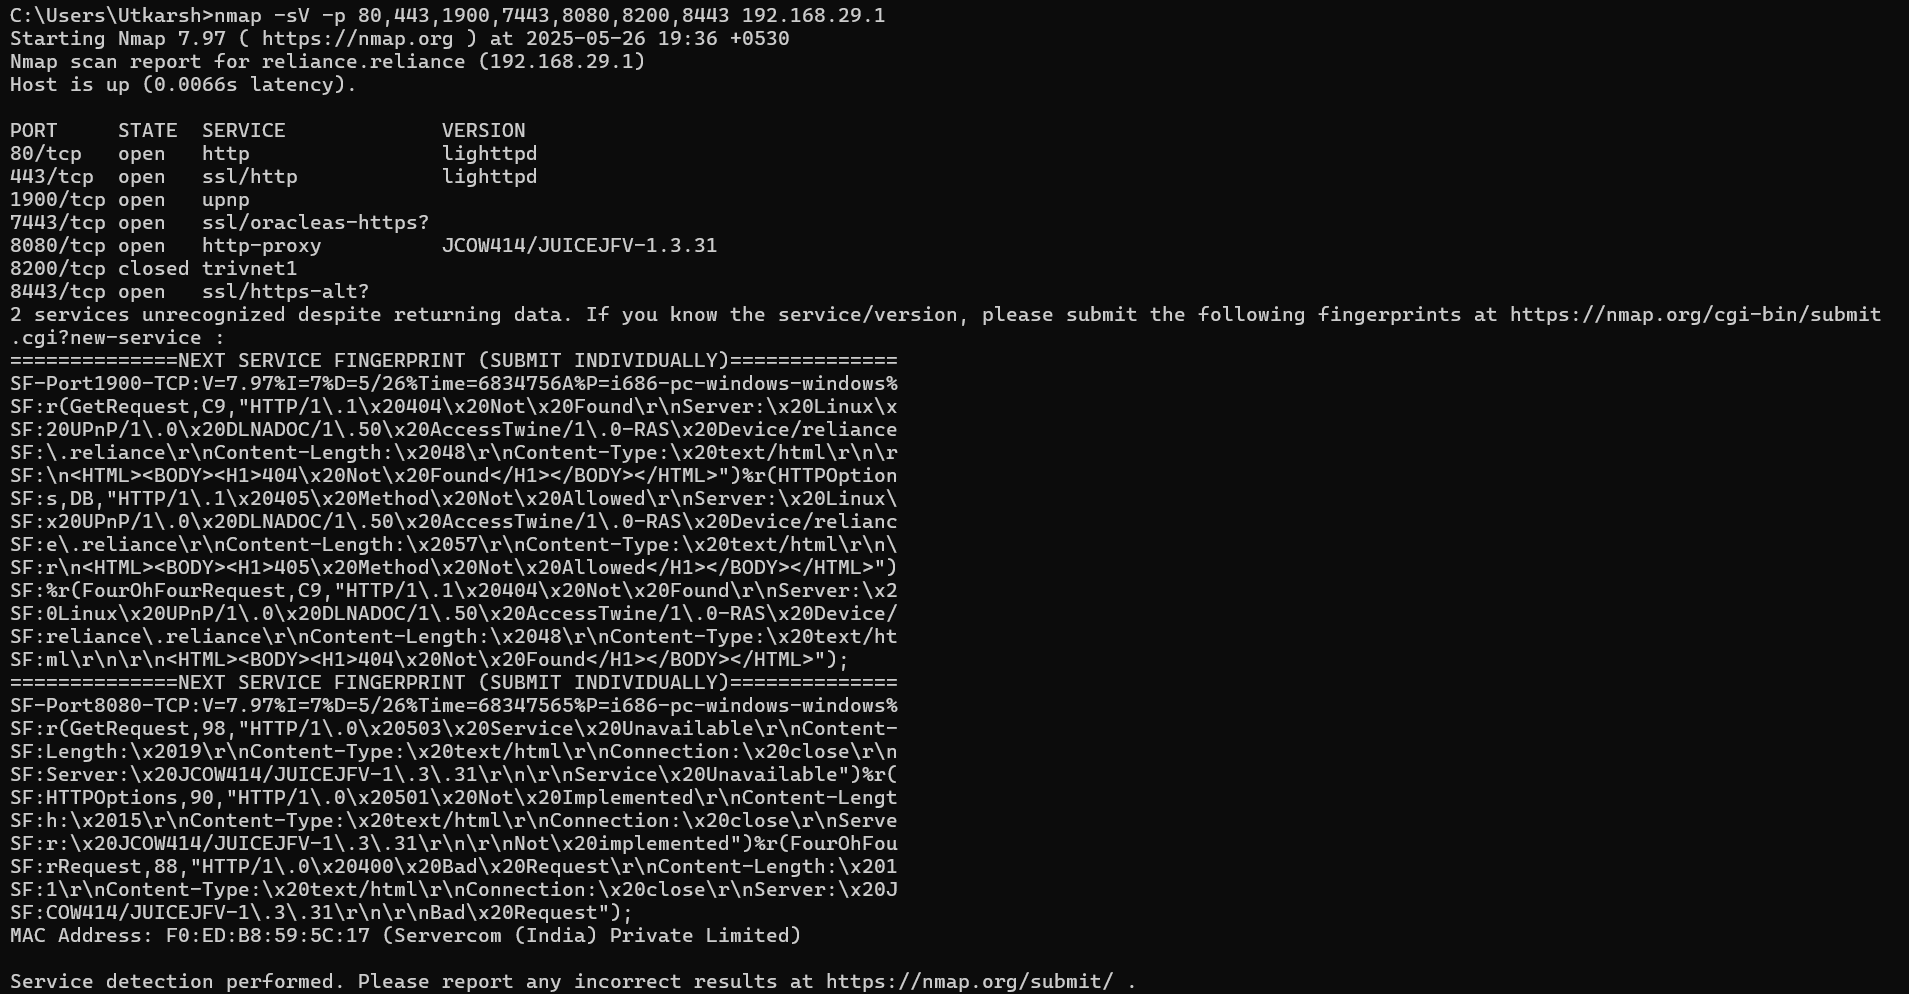 C:\Users\Utkarsh>nmap -sV -p 80,443,1900,7443,8080,8200,8443 192.168.29.1
Starting Nmap 7.97 ( https://nmap.org ) at 2025-05-26 19:36 +0530
Nmap scan report for reliance.reliance (192.168.29.1)
Host is up (0.0066s latency).

PORT     STATE  SERVICE             VERSION
80/tcp   open   http                lighttpd
443/tcp  open   ssl/http            lighttpd
1900/tcp open   upnp
7443/tcp open   ssl/oracleas-https?
8080/tcp open   http-proxy          JCOW414/JUICEJFV-1.3.31
8200/tcp closed trivnet1
8443/tcp open   ssl/https-alt?
2 services unrecognized despite returning data. If you know the service/version, please submit the following fingerprints at https://nmap.org/cgi-bin/submit
.cgi?new-service :
==============NEXT SERVICE FINGERPRINT (SUBMIT INDIVIDUALLY)==============
SF-Port1900-TCP:V=7.97%I=7%D=5/26%Time=6834756A%P=i686-pc-windows-windows%
SF:r(GetRequest,C9,"HTTP/1\.1\x20404\x20Not\x20Found\r\nServer:\x20Linux\x
SF:20UPnP/1\.0\x20DLNADOC/1\.50\x20AccessTwine/1\.0-RAS\x20Device/reliance
SF:\.reliance\r\nContent-Length:\x2048\r\nContent-Type:\x20text/html\r\n\r
SF:\n<HTML><BODY><H1>404\x20Not\x20Found</H1></BODY></HTML>")%r(HTTPOption
SF:s,DB,"HTTP/1\.1\x20405\x20Method\x20Not\x20Allowed\r\nServer:\x20Linux\
SF:x20UPnP/1\.0\x20DLNADOC/1\.50\x20AccessTwine/1\.0-RAS\x20Device/relianc
SF:e\.reliance\r\nContent-Length:\x2057\r\nContent-Type:\x20text/html\r\n\
SF:r\n<HTML><BODY><H1>405\x20Method\x20Not\x20Allowed</H1></BODY></HTML>")
SF:%r(FourOhFourRequest,C9,"HTTP/1\.1\x20404\x20Not\x20Found\r\nServer:\x2
SF:0Linux\x20UPnP/1\.0\x20DLNADOC/1\.50\x20AccessTwine/1\.0-RAS\x20Device/
SF:reliance\.reliance\r\nContent-Length:\x2048\r\nContent-Type:\x20text/ht
SF:ml\r\n\r\n<HTML><BODY><H1>404\x20Not\x20Found</H1></BODY></HTML>");
==============NEXT SERVICE FINGERPRINT (SUBMIT INDIVIDUALLY)==============
SF-Port8080-TCP:V=7.97%I=7%D=5/26%Time=68347565%P=i686-pc-windows-windows%
SF:r(GetRequest,98,"HTTP/1\.0\x20503\x20Service\x20Unavailable\r\nContent-
SF:Length:\x2019\r\nContent-Type:\x20text/html\r\nConnection:\x20close\r\n
SF:Server:\x20JCOW414/JUICEJFV-1\.3\.31\r\n\r\nService\x20Unavailable")%r(
SF:HTTPOptions,90,"HTTP/1\.0\x20501\x20Not\x20Implemented\r\nContent-Lengt
SF:h:\x2015\r\nContent-Type:\x20text/html\r\nConnection:\x20close\r\nServe
SF:r:\x20JCOW414/JUICEJFV-1\.3\.31\r\n\r\nNot\x20implemented")%r(FourOhFou
SF:rRequest,88,"HTTP/1\.0\x20400\x20Bad\x20Request\r\nContent-Length:\x201
SF:1\r\nContent-Type:\x20text/html\r\nConnection:\x20close\r\nServer:\x20J
SF:COW414/JUICEJFV-1\.3\.31\r\n\r\nBad\x20Request");
MAC Address: F0:ED:B8:59:5C:17 (Servercom (India) Private Limited)

Service detection performed. Please report any incorrect results at https://nmap.org/submit/ .